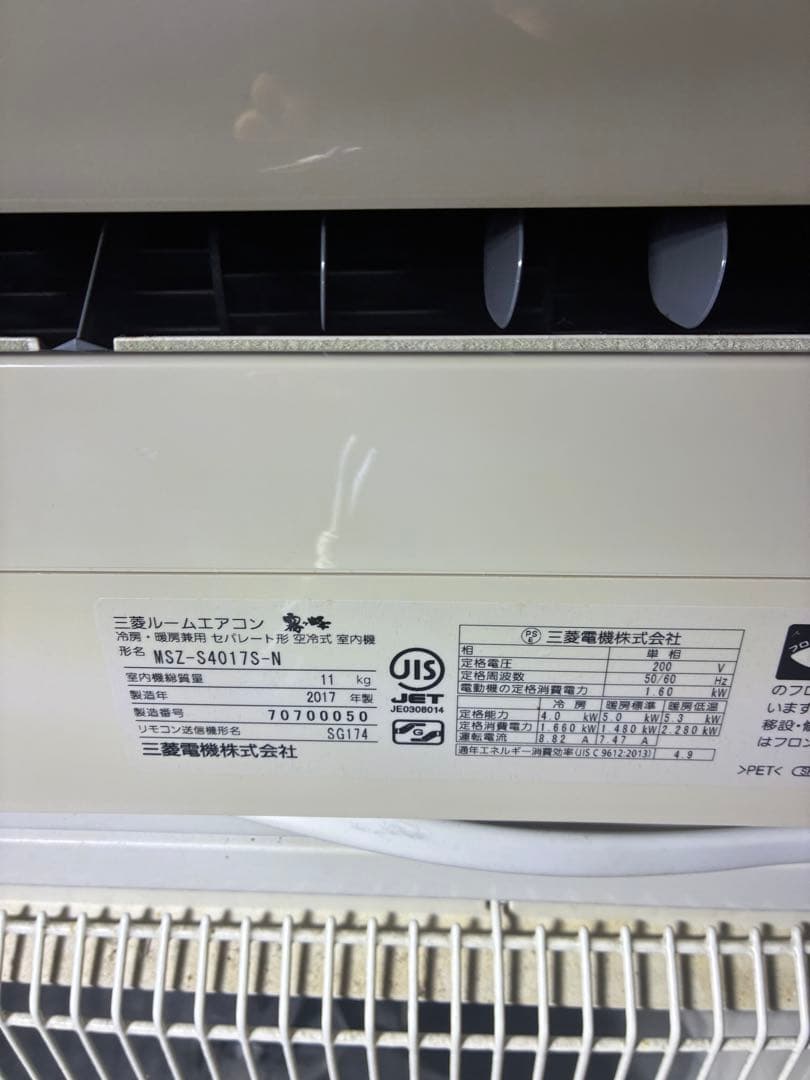 三菱ルームエアコン 霧ヶ峰
冷房・暖房兼用 セパレート形 空冷式 室内機
形名 MSZ-S4017S-N
室内機総質量 11 kg
製造年 2017 年製
製造番号 70700050
リモコン送信機形名 SG174
三菱電機株式会社
JIS
JET
JE0308014
G
PS
E 三菱電機株式会社
相 単 相
定格電圧 200 V
定格周波数 50/60 Hz
電動機の定格消費電力 1.60 kW
冷 房 暖房標準 暖房低温
定格能力 4.0 kW 5.0 kW 5.3 kW
定格消費電力 1.660 kW 1.480 kW 2.280 kW
運転電流 8.82 A 7.47 A
通年エネルギー消費効率(JIS C 9612:2013) 4.9
フロ
のフロ
います
移設・
はフロン
>PET<